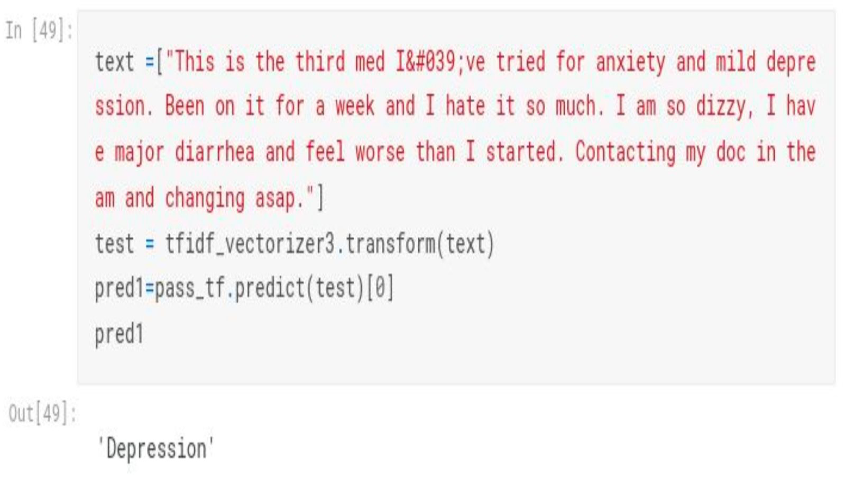 In [49]:
text =["This is the third med I&#039;ve tried for anxiety and mild depre
ssion. Been on it for a week and I hate it so much. I am so dizzy, I hav
e major diarrhea and feel worse than I started. Contacting my doc in the
am and changing asap."]
test = tfidf_vectorizer3.transform(text)
pred1=pass_tf.predict(test)[0]
pred1
Out[49]:
'Depression'